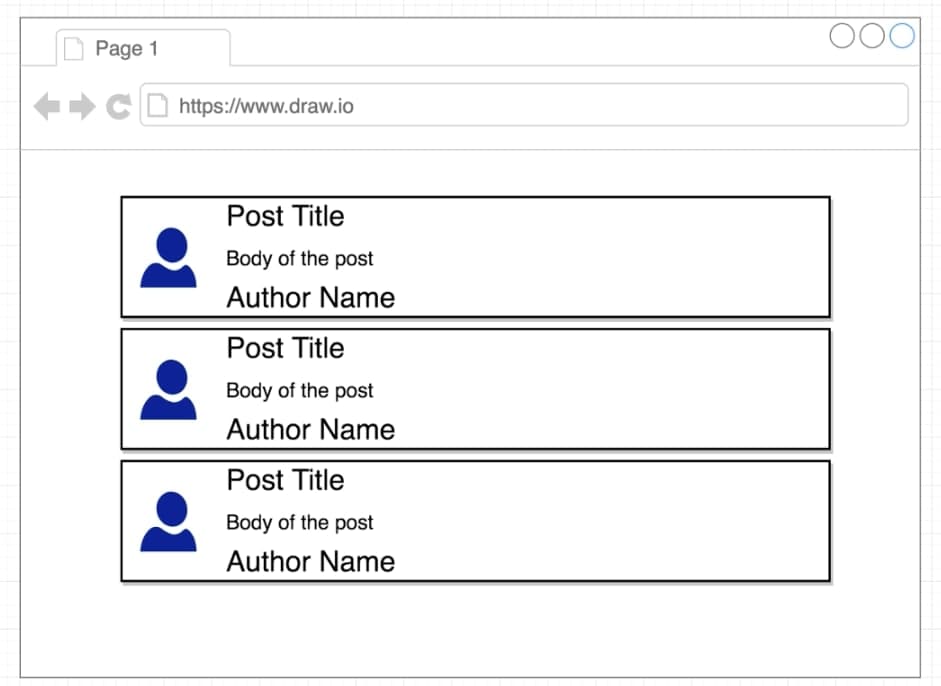 Page 1
https://www.draw.io
Post Title
Body of the post
Author Name
Post Title
Body of the post
Author Name
Post Title
Body of the post
Author Name